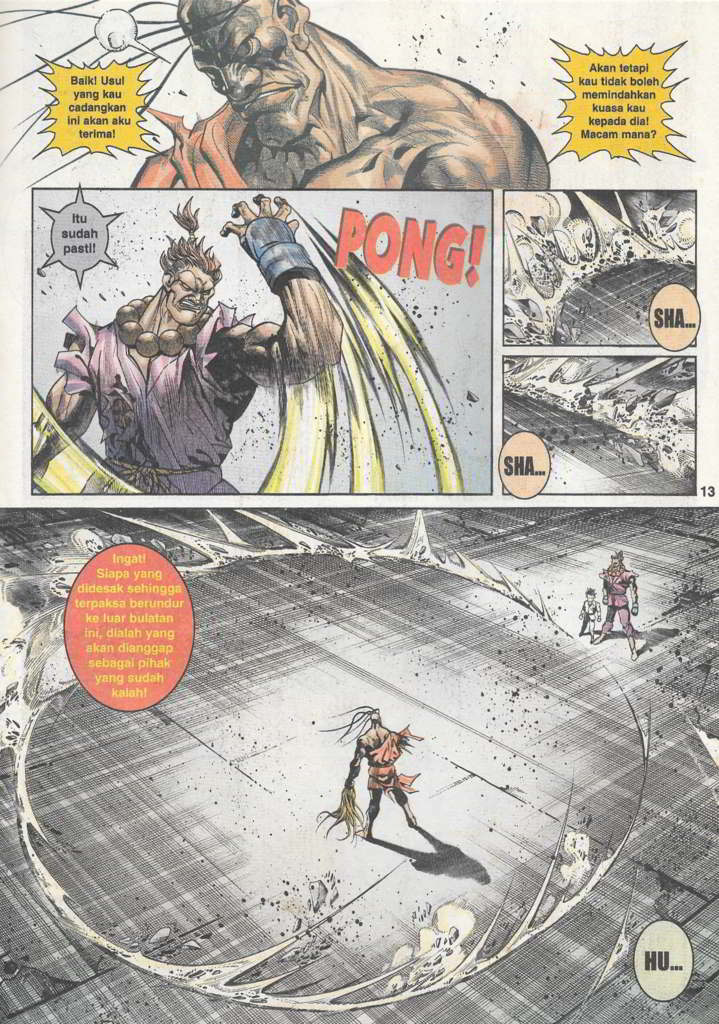 Baik! Usul
yang kau
cadangkan
ini akan aku
terima!
Akan tetapi
kau tidak boleh
memindahkan
kuasa kau
kepada dia!
Macam mana?
Itu
sudah
pasti!
PONG!
SHA...
SHA...
13
Ingat!
Siapa yang
didesak sehingga
terpaksa berundur
ke luar bulatan
ini, dialah yang
akan dianggap
sebagai pihak
yang sudah
kalah!
HU...